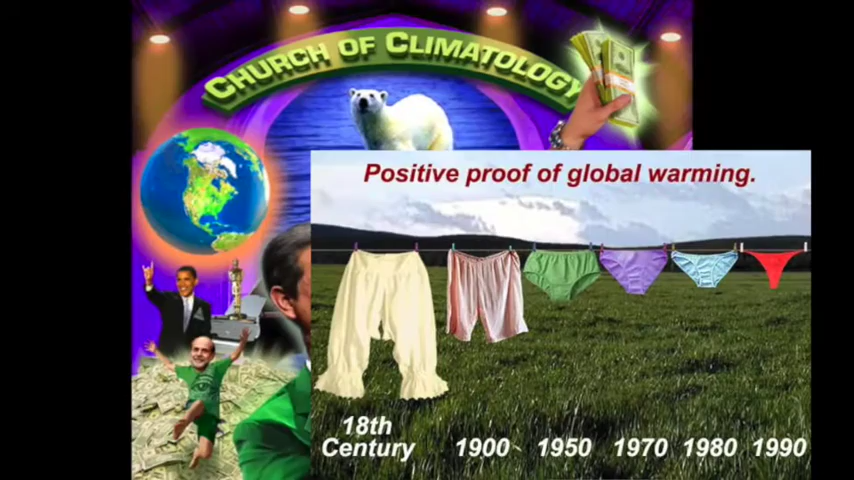 CHURCH OF CLIMATOLOGY
Positive proof of global warming.
18th
Century
1900
1950
1970
1980
1990